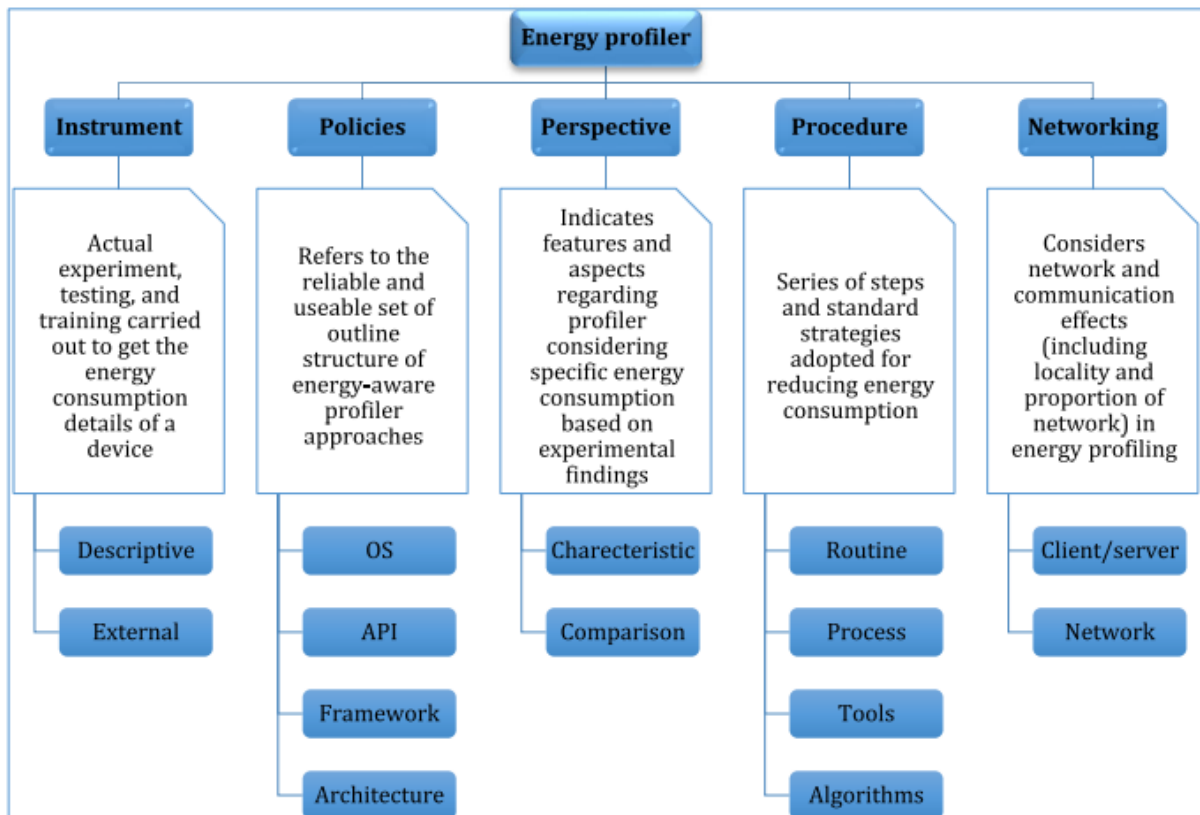 Energy profiler
Instrument
Policies
Perspective
Procedure
Networking
Actual
experiment,
testing, and
training carried
out to get the
energy
consumption
details of a
device
Refers to the
reliable and
useable set of
outline
structure of
energy-aware
profiler
approaches
Indicates
features and
aspects
regarding
profiler
considering
specific energy
consumption
based on
experimental
findings
Series of steps
and standard
strategies
adopted for
reducing energy
consumption
Considers
network and
communication
effects
(including
locality and
proportion of
network) in
energy profiling
Descriptive
External
OS
API
Framework
Architecture
Charecteristic
Comparison
Routine
Process
Tools
Algorithms
Client/server
Network